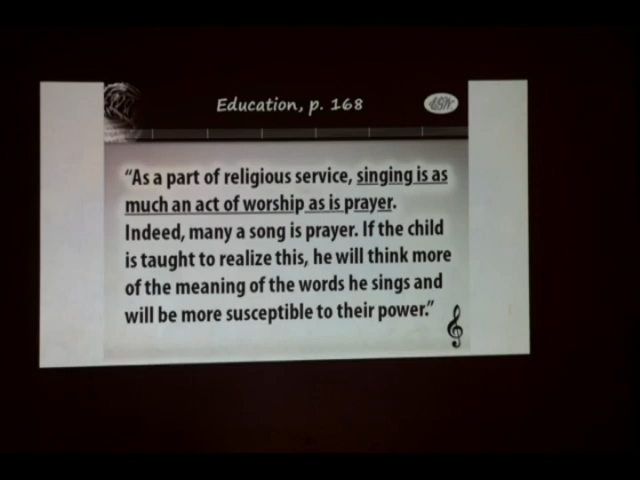 Education, p. 168
EGW
“As a part of religious service, singing is as
much an act of worship as is prayer.
Indeed, many a song is prayer. If the child
is taught to realize this, he will think more
of the meaning of the words he sings and
will be more susceptible to their power.”